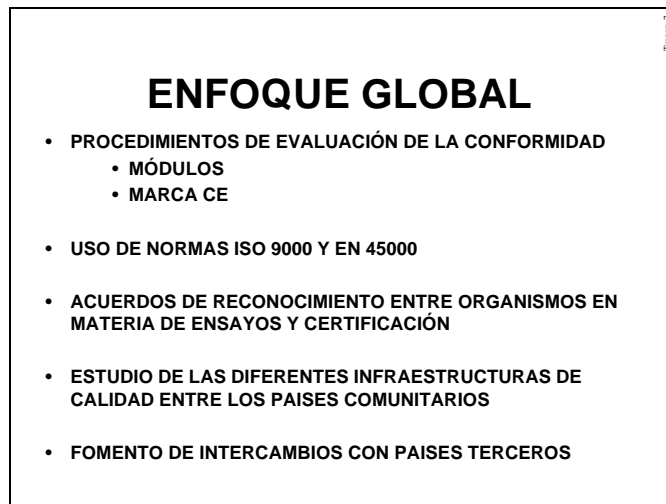 ENFOQUE GLOBAL
• PROCEDIMIENTOS DE EVALUACIÓN DE LA CONFORMIDAD
• MÓDULOS
• MARCA CE
• USO DE NORMAS ISO 9000 Y EN 45000
• ACUERDOS DE RECONOCIMIENTO ENTRE ORGANISMOS EN
MATERIA DE ENSAYOS Y CERTIFICACIÓN
• ESTUDIO DE LAS DIFERENTES INFRAESTRUCTURAS DE
CALIDAD ENTRE LOS PAISES COMUNITARIOS
• FOMENTO DE INTERCAMBIOS CON PAISES TERCEROS